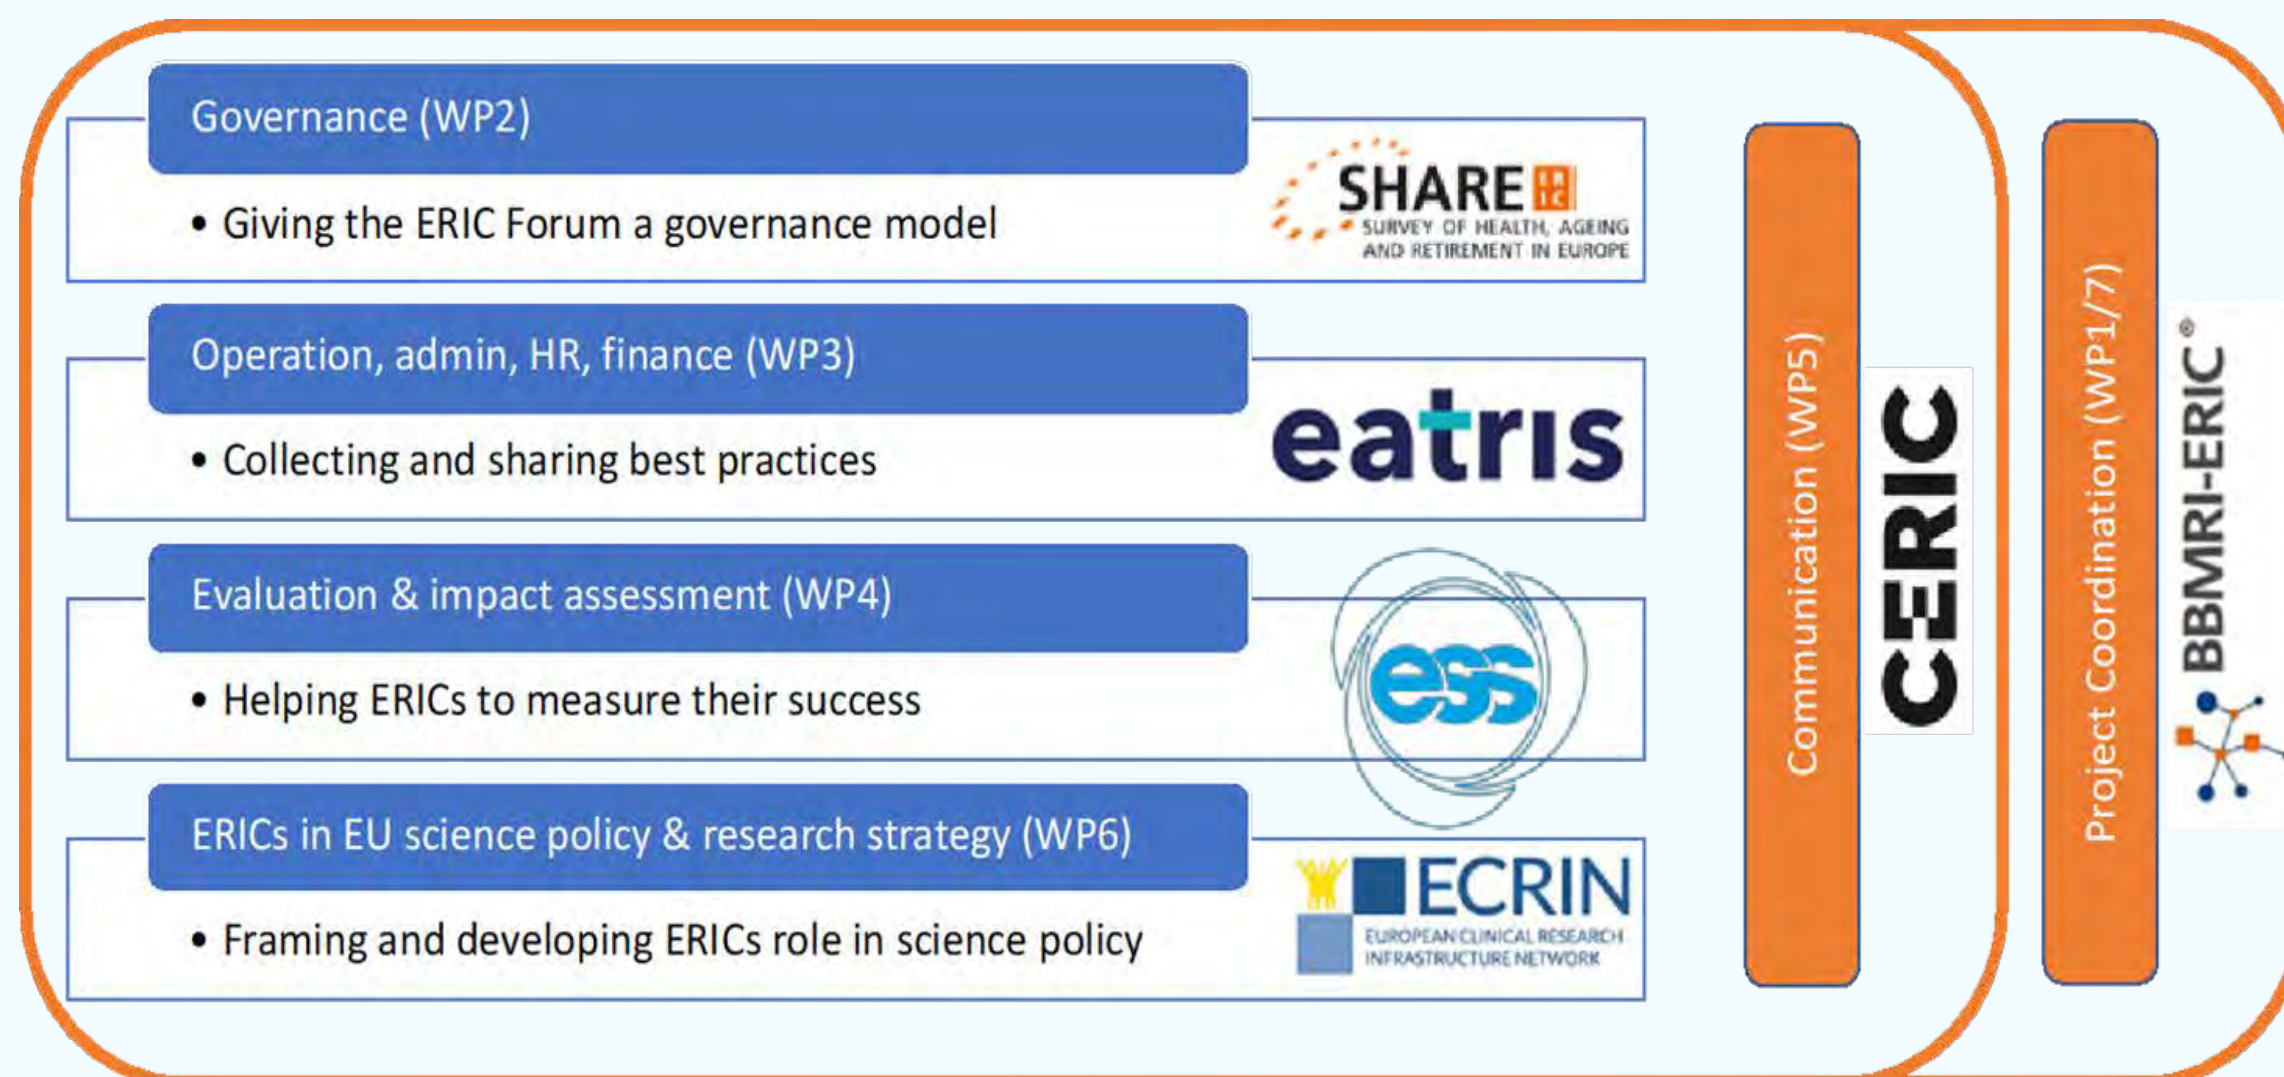 Governance (WP2)
• Giving the ERIC Forum a governance model
SHARE ERIC
SURVEY OF HEALTH, AGEING
AND RETIREMENT IN EUROPE
Operation, admin, HR, finance (WP3)
• Collecting and sharing best practices
eatris
Evaluation & impact assessment (WP4)
• Helping ERICs to measure their success
ess
ERICs in EU science policy & research strategy (WP6)
• Framing and developing ERICs role in science policy
ECRIN
EUROPEAN CLINICAL RESEARCH
INFRASTRUCTURE NETWORK
Communication (WP5)
CERIC
Project Coordination (WP1/7)
BBMRI-ERIC®